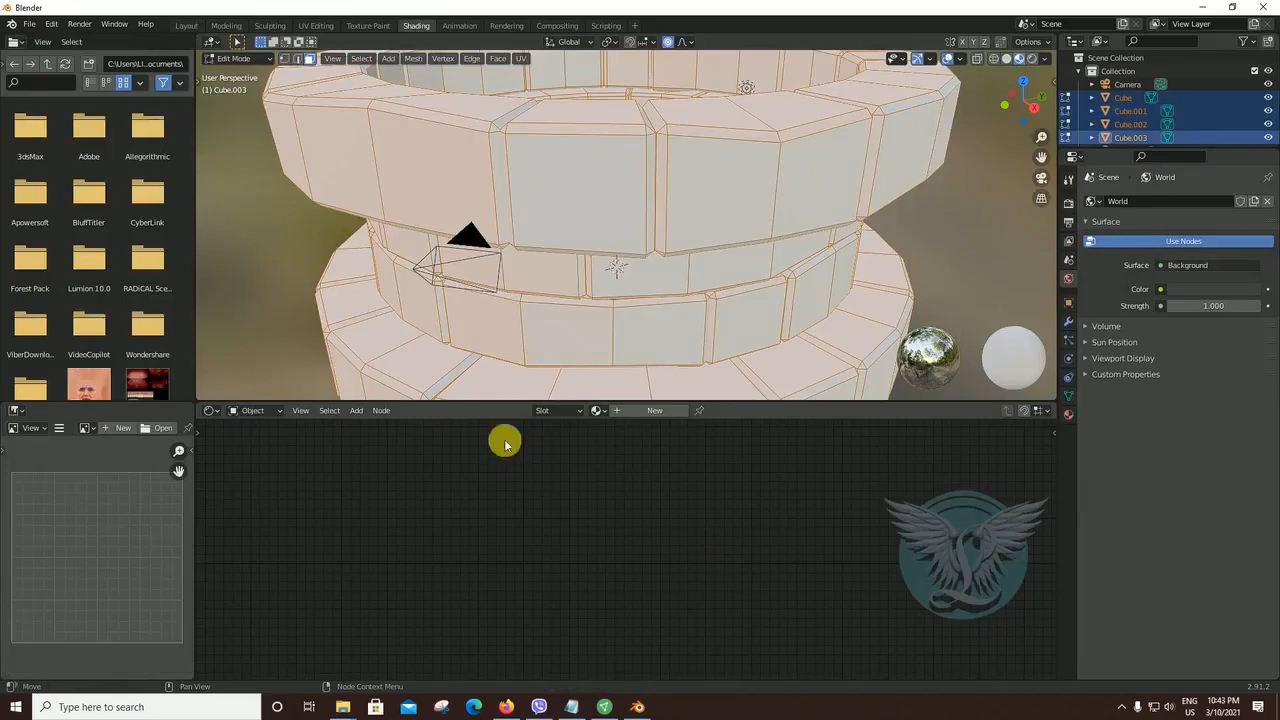 Blender
File Edit Render Window Help Layout Modeling Sculpting UV Editing Texture Paint Shading Animation Rendering Compositing Scripting + Scene View Layer
View Select Global Options
C:\Users\L!...ocuments\ Edit Mode View Select Add Mesh Vertex Edge Face UV
User Perspective
(1) Cube.003
Scene Collection
Collection
Camera
Cube
Cube.001
Cube.002
Cube.003
3dsMax Adobe Allegorithmic
Apowersoft BluffTitler CyberLink
Forest Pack Lumion 10.0 RADiCAL Sce...
ViberDownlo... VideoCopilot Wondershare
Scene World
World
Surface
Use Nodes
Surface Background
Color
Strength 1.000
Volume
Sun Position
Viewport Display
Custom Properties
Object View Select Add Node Slot New
View New Open
Move Pan View Node Context Menu 2.91.2
Type here to search
ENG
US
10:43 PM
3/10/2021